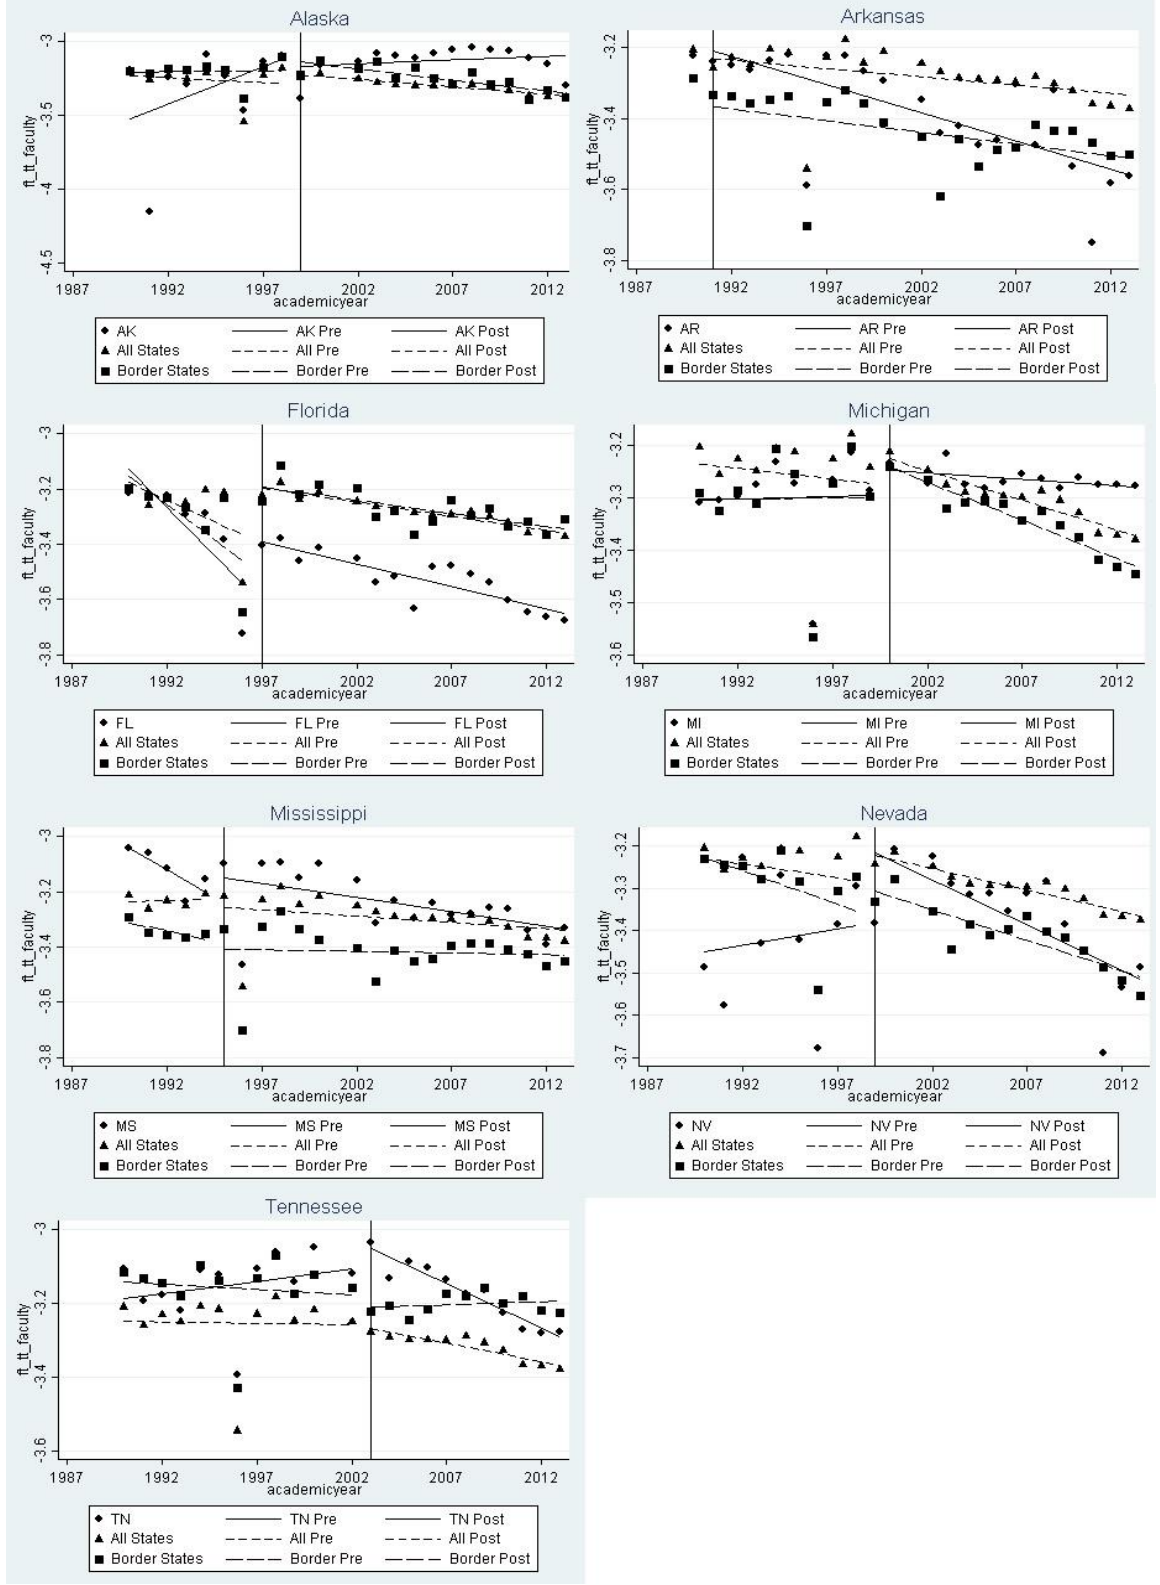 Alaska
-3
-3.5
-4
-4.5
ft_tt_faculty
1987 1992 1997 2002 2007 2012
academicyear
AK AK Pre AK Post
All States All Pre All Post
Border States Border Pre Border Post
Arkansas
-3.2
-3.4
-3.6
-3.8
ft_tt_faculty
1987 1992 1997 2002 2007 2012
academicyear
AR AR Pre AR Post
All States All Pre All Post
Border States Border Pre Border Post
Florida
-3
-3.2
-3.4
-3.6
-3.8
ft_tt_faculty
1987 1992 1997 2002 2007 2012
academicyear
FL FL Pre FL Post
All States All Pre All Post
Border States Border Pre Border Post
Michigan
-3.2
-3.3
-3.4
-3.5
-3.6
ft_tt_faculty
1987 1992 1997 2002 2007 2012
academicyear
MI MI Pre MI Post
All States All Pre All Post
Border States Border Pre Border Post
Mississippi
-3
-3.2
-3.4
-3.6
-3.8
ft_tt_faculty
1987 1992 1997 2002 2007 2012
academicyear
MS MS Pre MS Post
All States All Pre All Post
Border States Border Pre Border Post
Nevada
-3.2
-3.3
-3.4
-3.5
-3.6
-3.7
ft_tt_faculty
1987 1992 1997 2002 2007 2012
academicyear
NV NV Pre NV Post
All States All Pre All Post
Border States Border Pre Border Post
Tennessee
-3
-3.2
-3.4
-3.6
ft_tt_faculty
1987 1992 1997 2002 2007 2012
academicyear
TN TN Pre TN Post
All States All Pre All Post
Border States Border Pre Border Post